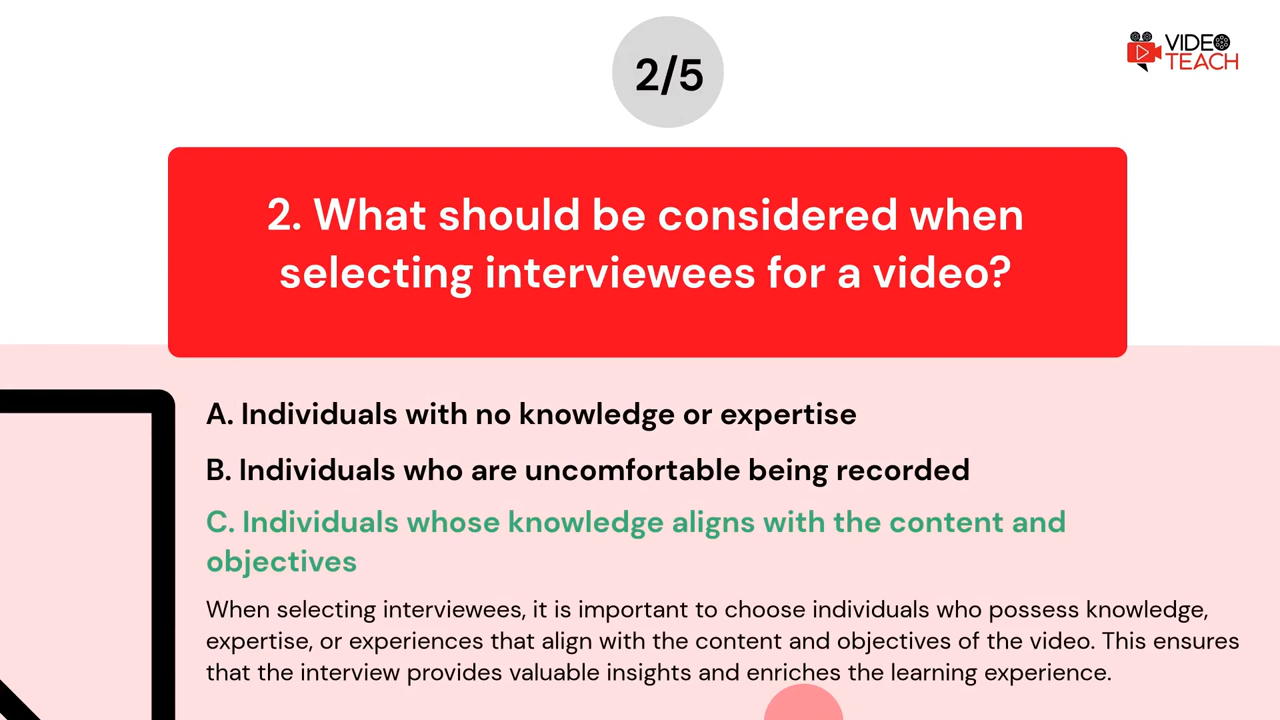 2/5
VIDEO
TEACH
2. What should be considered when
selecting interviewees for a video?
A. Individuals with no knowledge or expertise
B. Individuals who are uncomfortable being recorded
C. Individuals whose knowledge aligns with the content and
objectives
When selecting interviewees, it is important to choose individuals who possess knowledge,
expertise, or experiences that align with the content and objectives of the video. This ensures
that the interview provides valuable insights and enriches the learning experience.